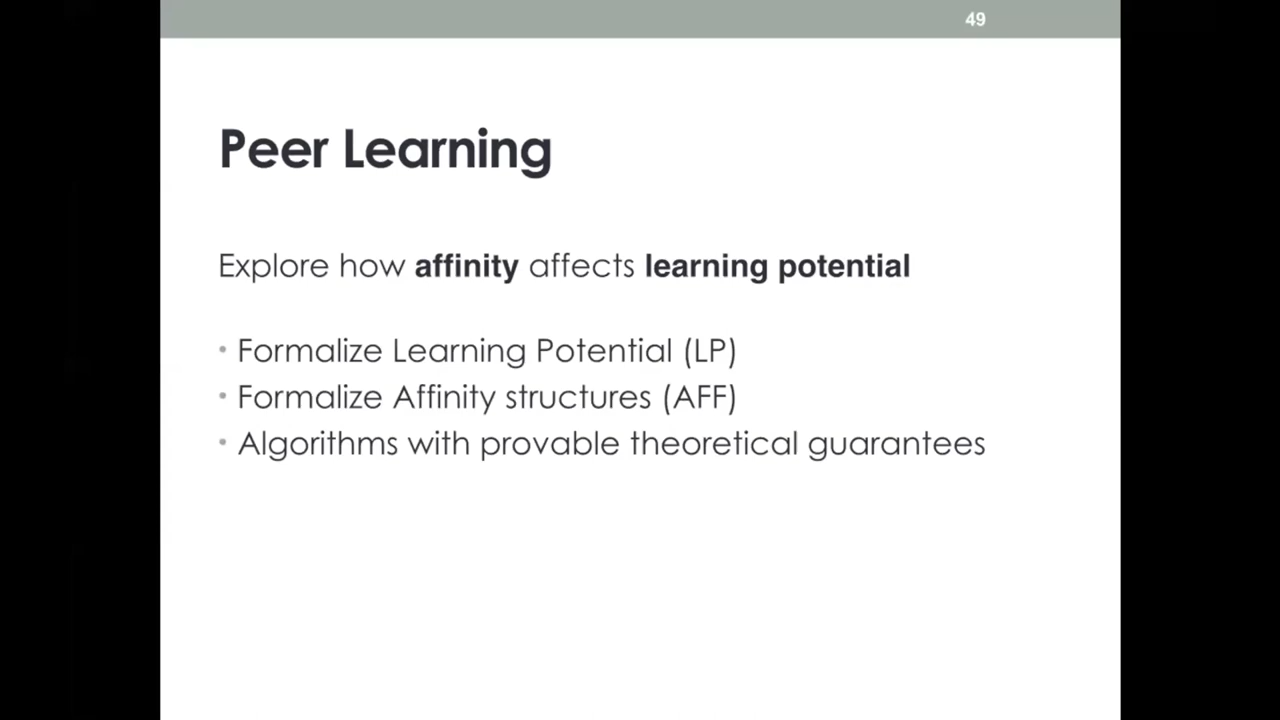 49
Peer Learning
Explore how affinity affects learning potential
• Formalize Learning Potential (LP)
• Formalize Affinity structures (AFF)
• Algorithms with provable theoretical guarantees